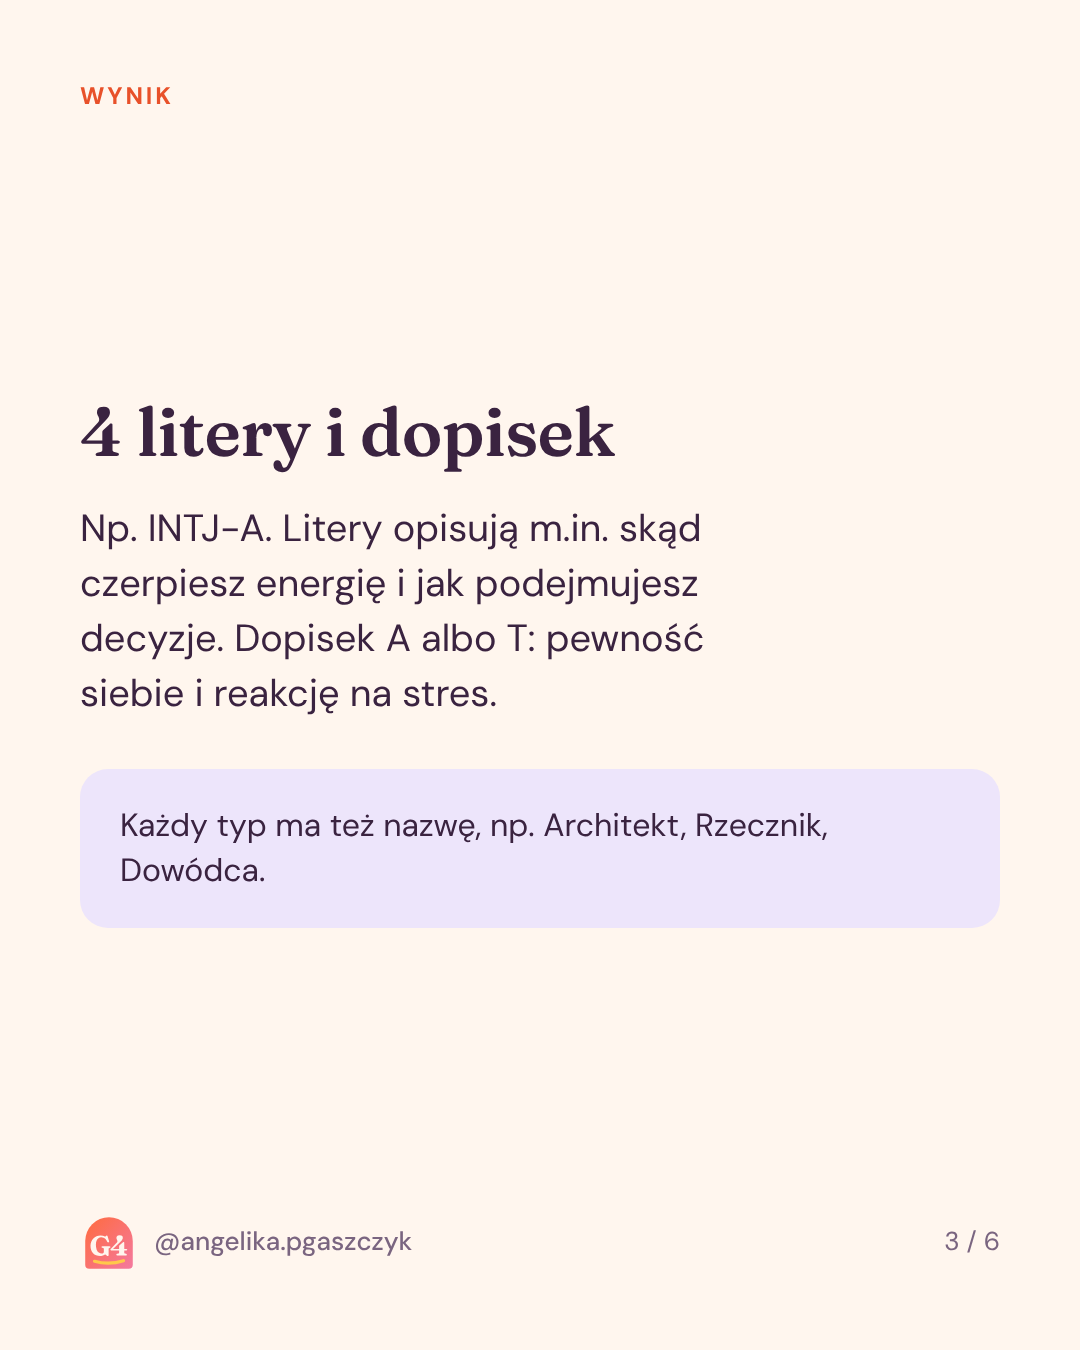 WYNIK
4 litery i dopisek
Np. INTJ-A. Litery opisują m.in. skąd
czerpiesz energię i jak podejmujesz
decyzje. Dopisek A albo T: pewność
siebie i reakcję na stres.
Każdy typ ma też nazwę, np. Architekt, Rzecznik,
Dowódca.
G4 @angelika.pgaszczyk 3 / 6